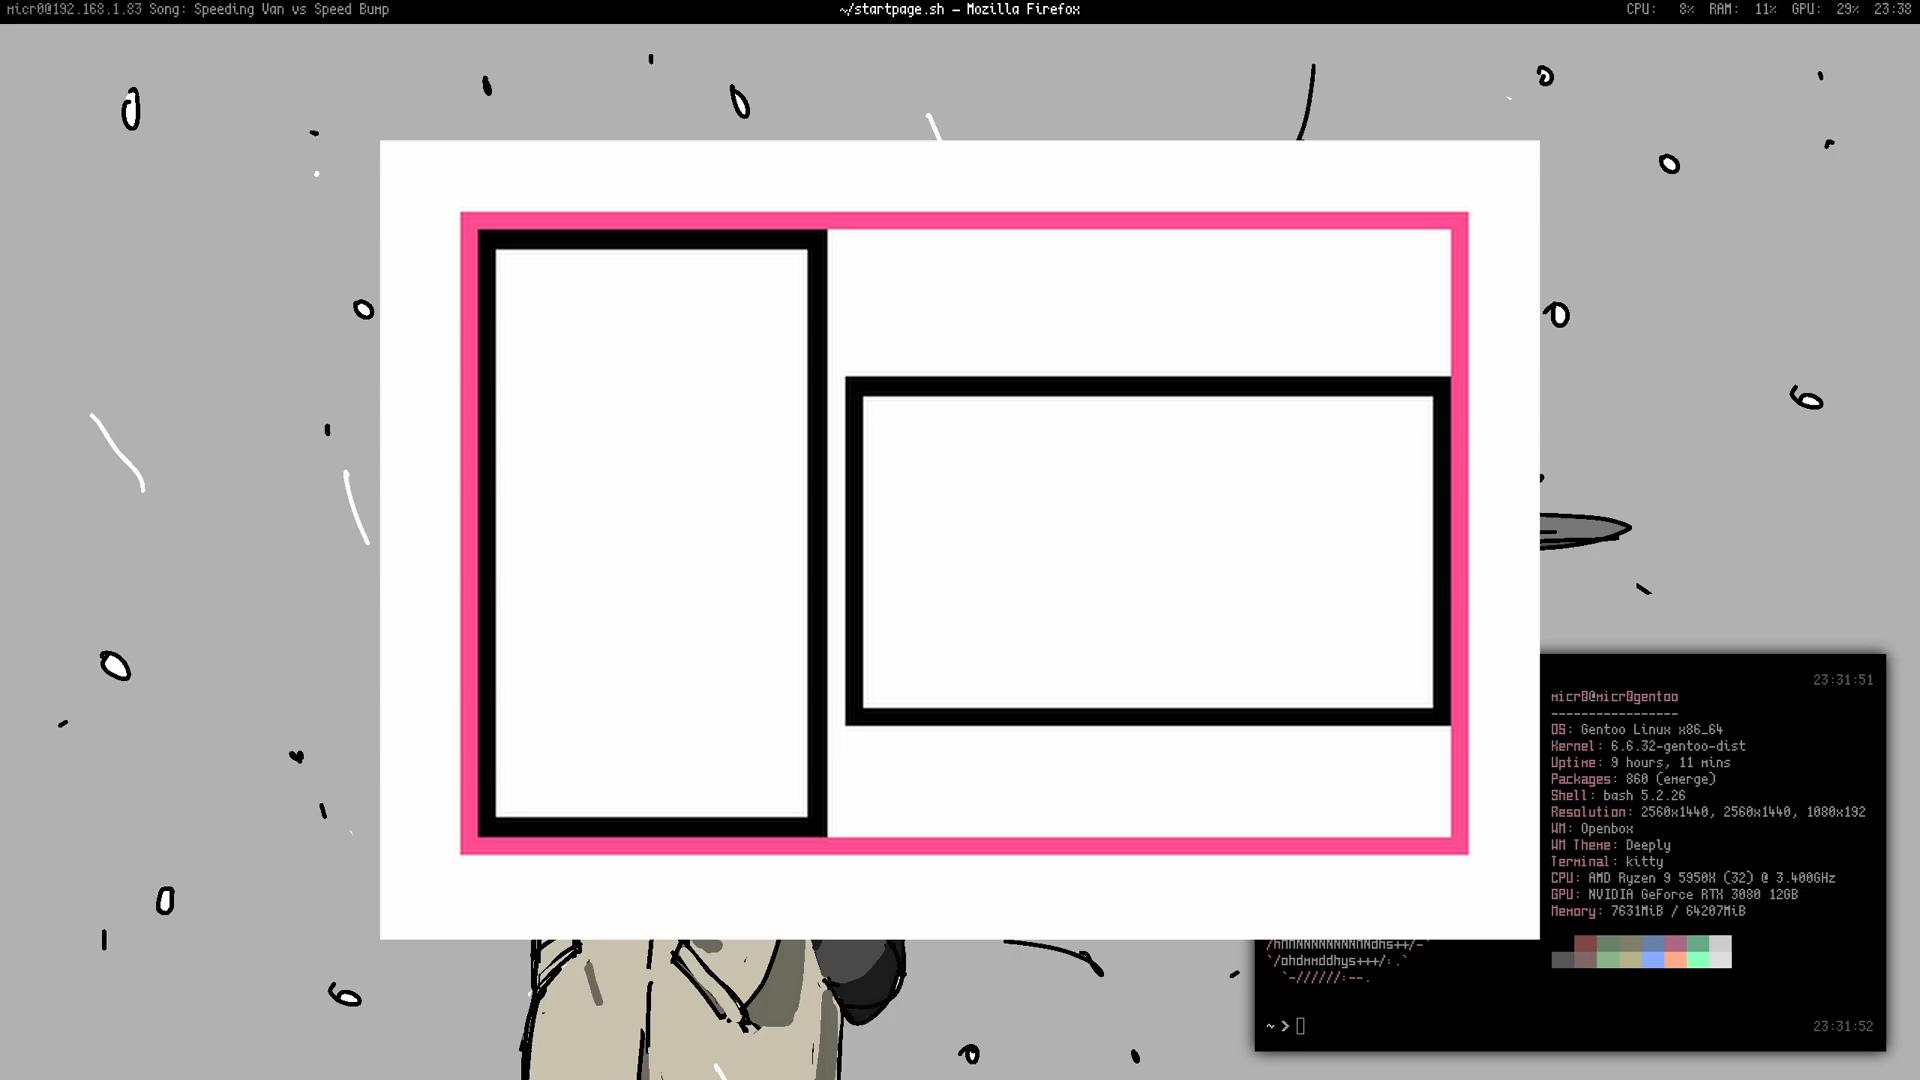 micr0@192.168.1.83 Song: Speeding Van vs Speed Bump
~/startpage.sh — Mozilla Firefox
CPU: 8% RAM: 11% GPU: 29% 23:38
23:31:51
micr0@micr0gentoo
-----------------
OS: Gentoo Linux x86_64
Kernel: 6.6.32-gentoo-dist
Uptime: 9 hours, 11 mins
Packages: 860 (emerge)
Shell: bash 5.2.26
Resolution: 2560x1440, 2560x1440, 1080x192
WM: Openbox
WM Theme: Deeply
Terminal: kitty
CPU: AMD Ryzen 9 5950X (32) @ 3.400GHz
GPU: NVIDIA GeForce RTX 3080 12GB
Memory: 7631MiB / 64207MiB
`/ohdmmddhys+++/:.`
`-//////:--.
~ ❯
23:31:52